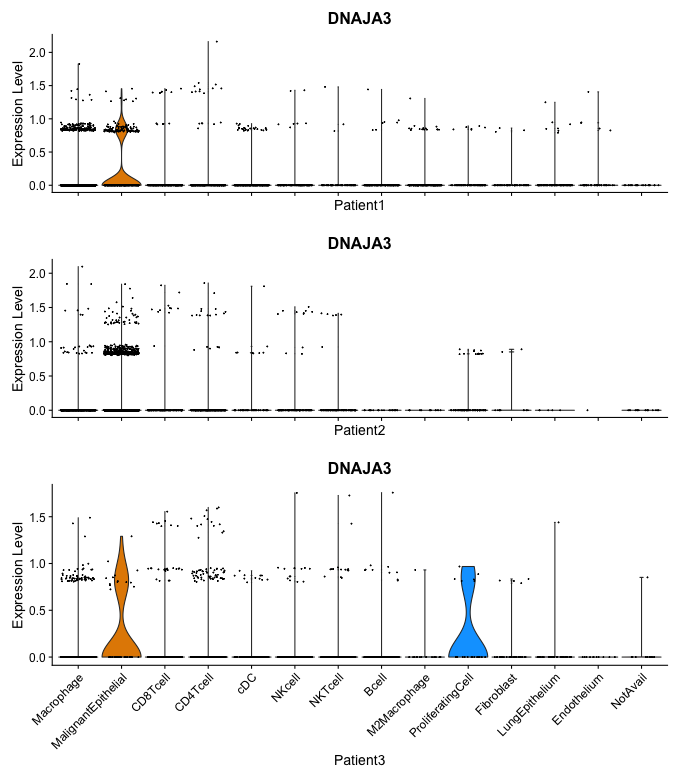 DNAJA3
Expression Level
2.0
1.5
1.0
0.5
0.0
Patient1
DNAJA3
Expression Level
2.0
1.5
1.0
0.5
0.0
Patient2
DNAJA3
Expression Level
1.5
1.0
0.5
0.0
Macrophage
MalignantEpithelial
CD8Tcell
CD4Tcell
cDC
NKcell
NKTcell
Bcell
M2Macrophage
ProliferatingCell
Fibroblast
LungEpithelium
Endothelium
NotAvail
Patient3